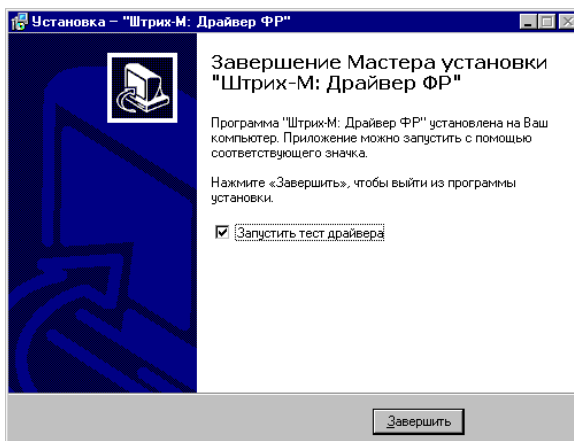 Установка – "Штрих-М: Драйвер ФР"
Завершение Мастера установки
"Штрих-М: Драйвер ФР"
Программа "Штрих-М: Драйвер ФР" установлена на Ваш
компьютер. Приложение можно запустить с помощью
соответствующего значка.
Нажмите «Завершить», чтобы выйти из программы
установки.
Запустить тест драйвера
Завершить